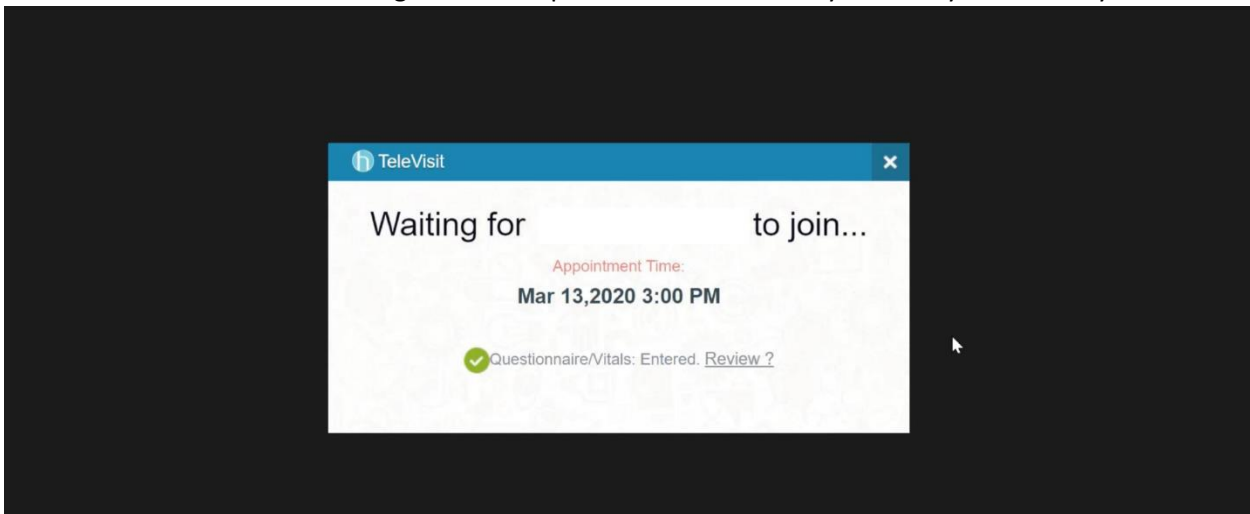 TeleVisit
Waiting for to join...
Appointment Time:
Mar 13,2020 3:00 PM
Questionnaire/Vitals: Entered. Review ?